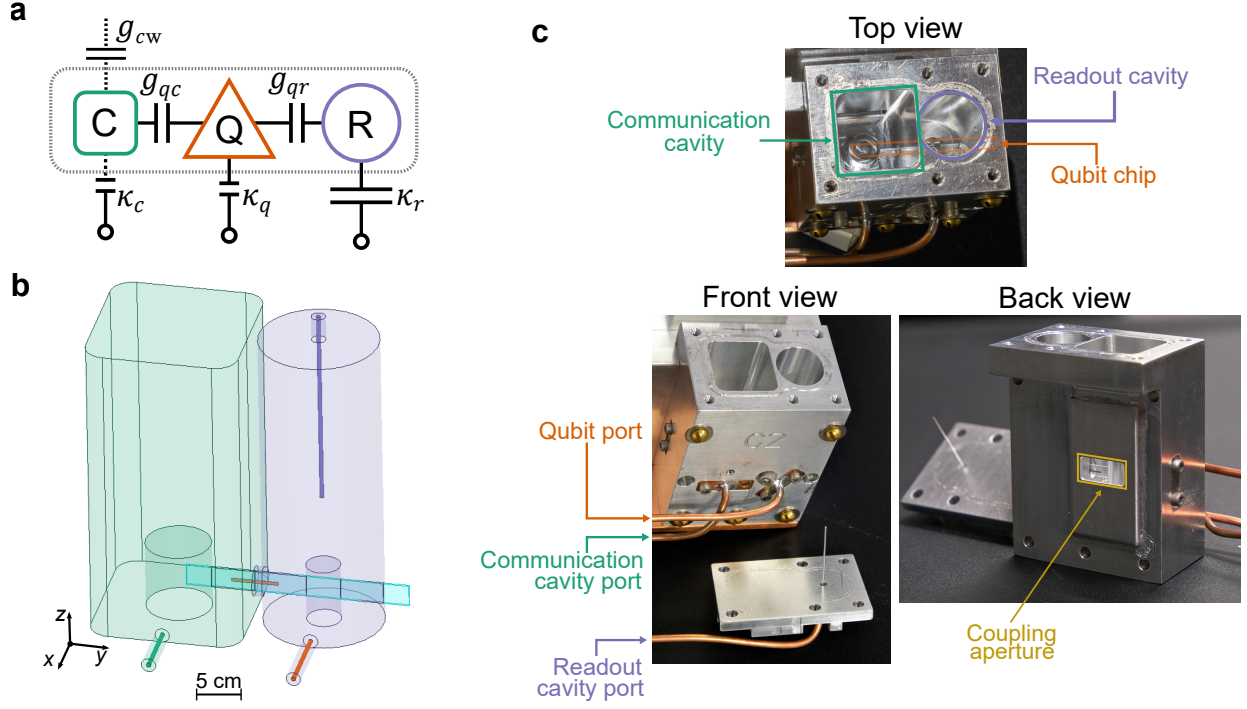 a
g_cw
g_qc
g_qr
C
Q
R
κ_c
κ_q
κ_r
b
z
x
y
5 cm
c
Top view
Communication
cavity
Readout cavity
Qubit chip
Front view
Back view
CZ
Qubit port
Communication
cavity port
Readout
cavity port
Coupling
aperture